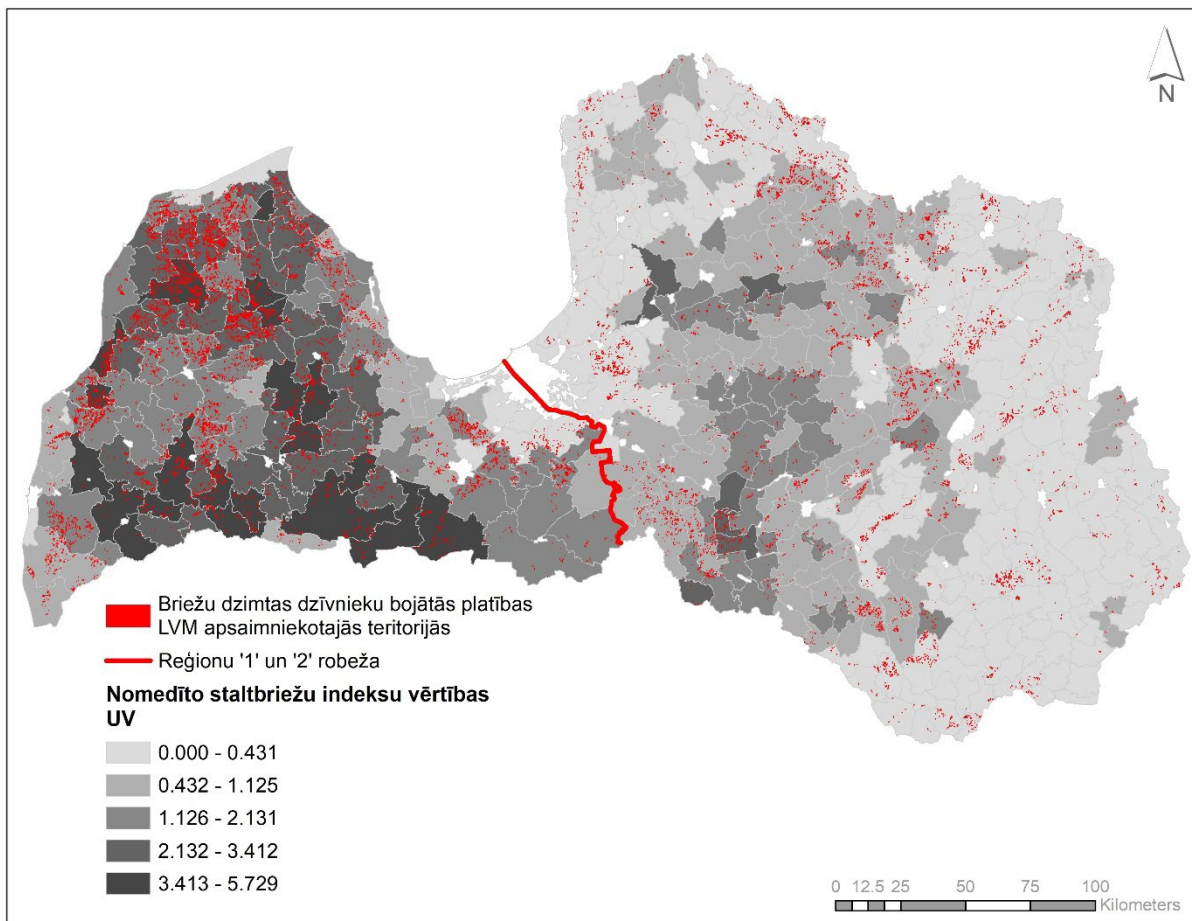 N
Briežu dzimtas dzīvnieku bojātās platības
LVM apsaimniekotajās teritorijās
Reģionu '1' un '2' robeža
Nomedīto staltbriežu indeksu vērtības
UV
0.000 - 0.431
0.432 - 1.125
1.126 - 2.131
2.132 - 3.412
3.413 - 5.729
0 12.5 25 50 75 100
Kilometers